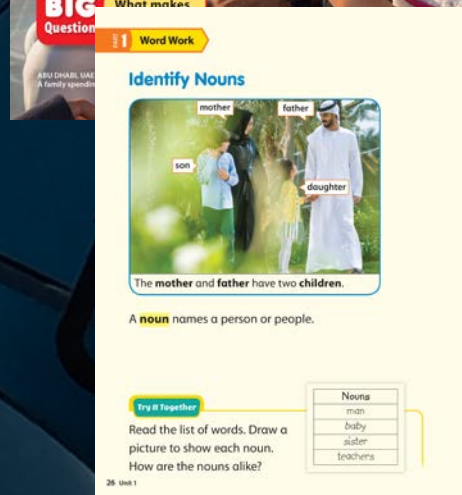 BIG
Question
What makes
ABU DHABI, UAE
A family spendin
PART 1 Word Work
Identify Nouns
mother
father
son
daughter
The mother and father have two children.
A noun names a person or people.
Try It Together
Read the list of words. Draw a
picture to show each noun.
How are the nouns alike?
Nouns
man
baby
sister
teachers
26 Unit 1